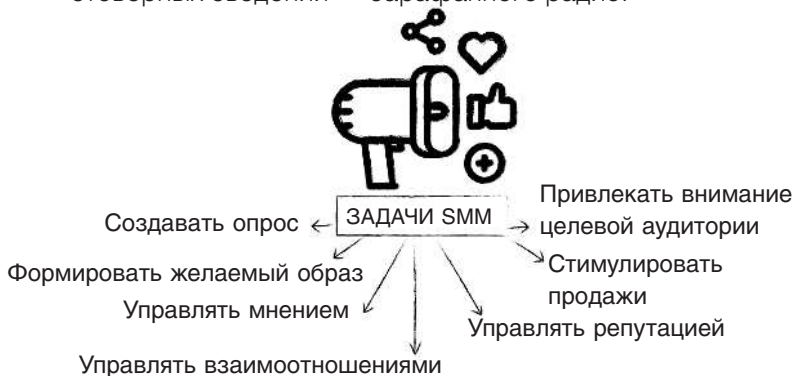 ЗАДАЧИ SMM
Привлекать внимание
целевой аудитории
Создавать опрос
Стимулировать
продажи
Формировать желаемый образ
Управлять мнением
Управлять репутацией
Управлять взаимоотношениями